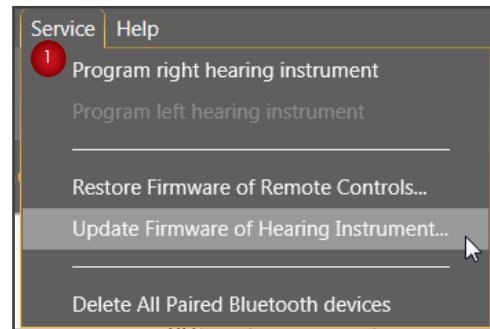 Service Help
1
Program right hearing instrument
Program left hearing instrument
Restore Firmware of Remote Controls...
Update Firmware of Hearing Instrument...
Delete All Paired Bluetooth devices